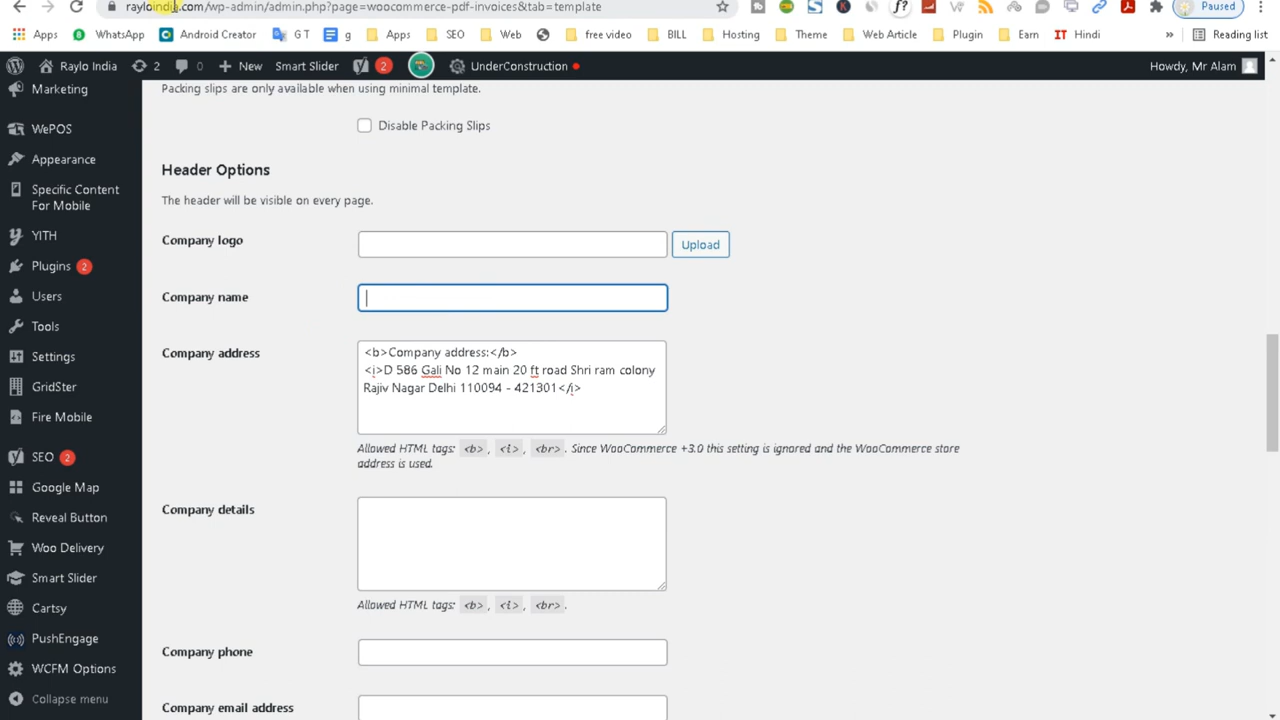 rayloindia.com/wp-admin/admin.php?page=woocommerce-pdf-invoices&tab=template
Paused
Apps WhatsApp Android Creator G T g Apps SEO Web free video BILL Hosting Theme Web Article Plugin Earn IT Hindi » Reading list
Raylo India 2 0 + New Smart Slider 2 UnderConstruction Howdy, Mr Alam
Marketing
WePOS
Appearance
Specific Content
For Mobile
YITH
Plugins 2
Users
Tools
Settings
GridSter
Fire Mobile
SEO 2
Google Map
Reveal Button
Woo Delivery
Smart Slider
Cartsy
PushEngage
WCFM Options
Collapse menu
Packing slips are only available when using minimal template.
Disable Packing Slips
Header Options
The header will be visible on every page.
Company logo
Upload
Company name
Company address
<b>Company address:</b>
<i>D 586 Gali No 12 main 20 ft road Shri ram colony
Rajiv Nagar Delhi 110094 - 421301</i>
Allowed HTML tags: <b>, <i>, <br>. Since WooCommerce +3.0 this setting is ignored and the WooCommerce store
address is used.
Company details
Allowed HTML tags: <b>, <i>, <br>.
Company phone
Company email address